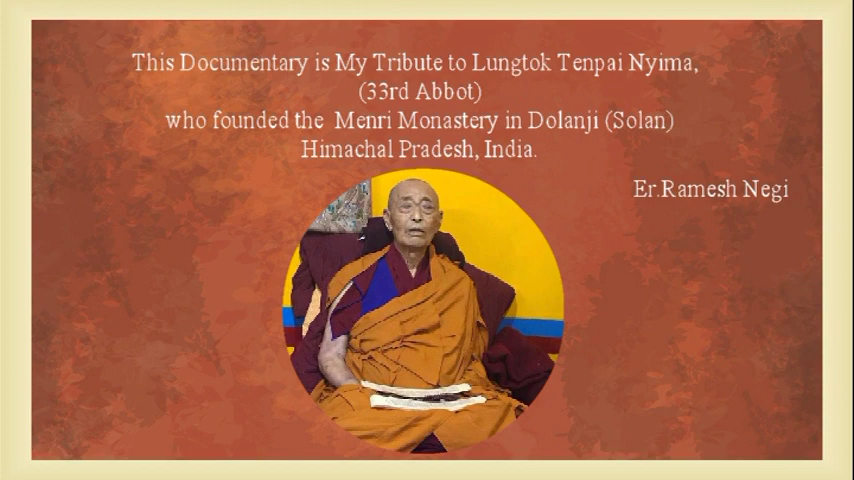 This Documentary is My Tribute to Lungtok Tenpai Nyima,
(33rd Abbot)
who founded the Menri Monastery in Dolanji (Solan)
Himachal Pradesh, India.
Er.Ramesh Negi